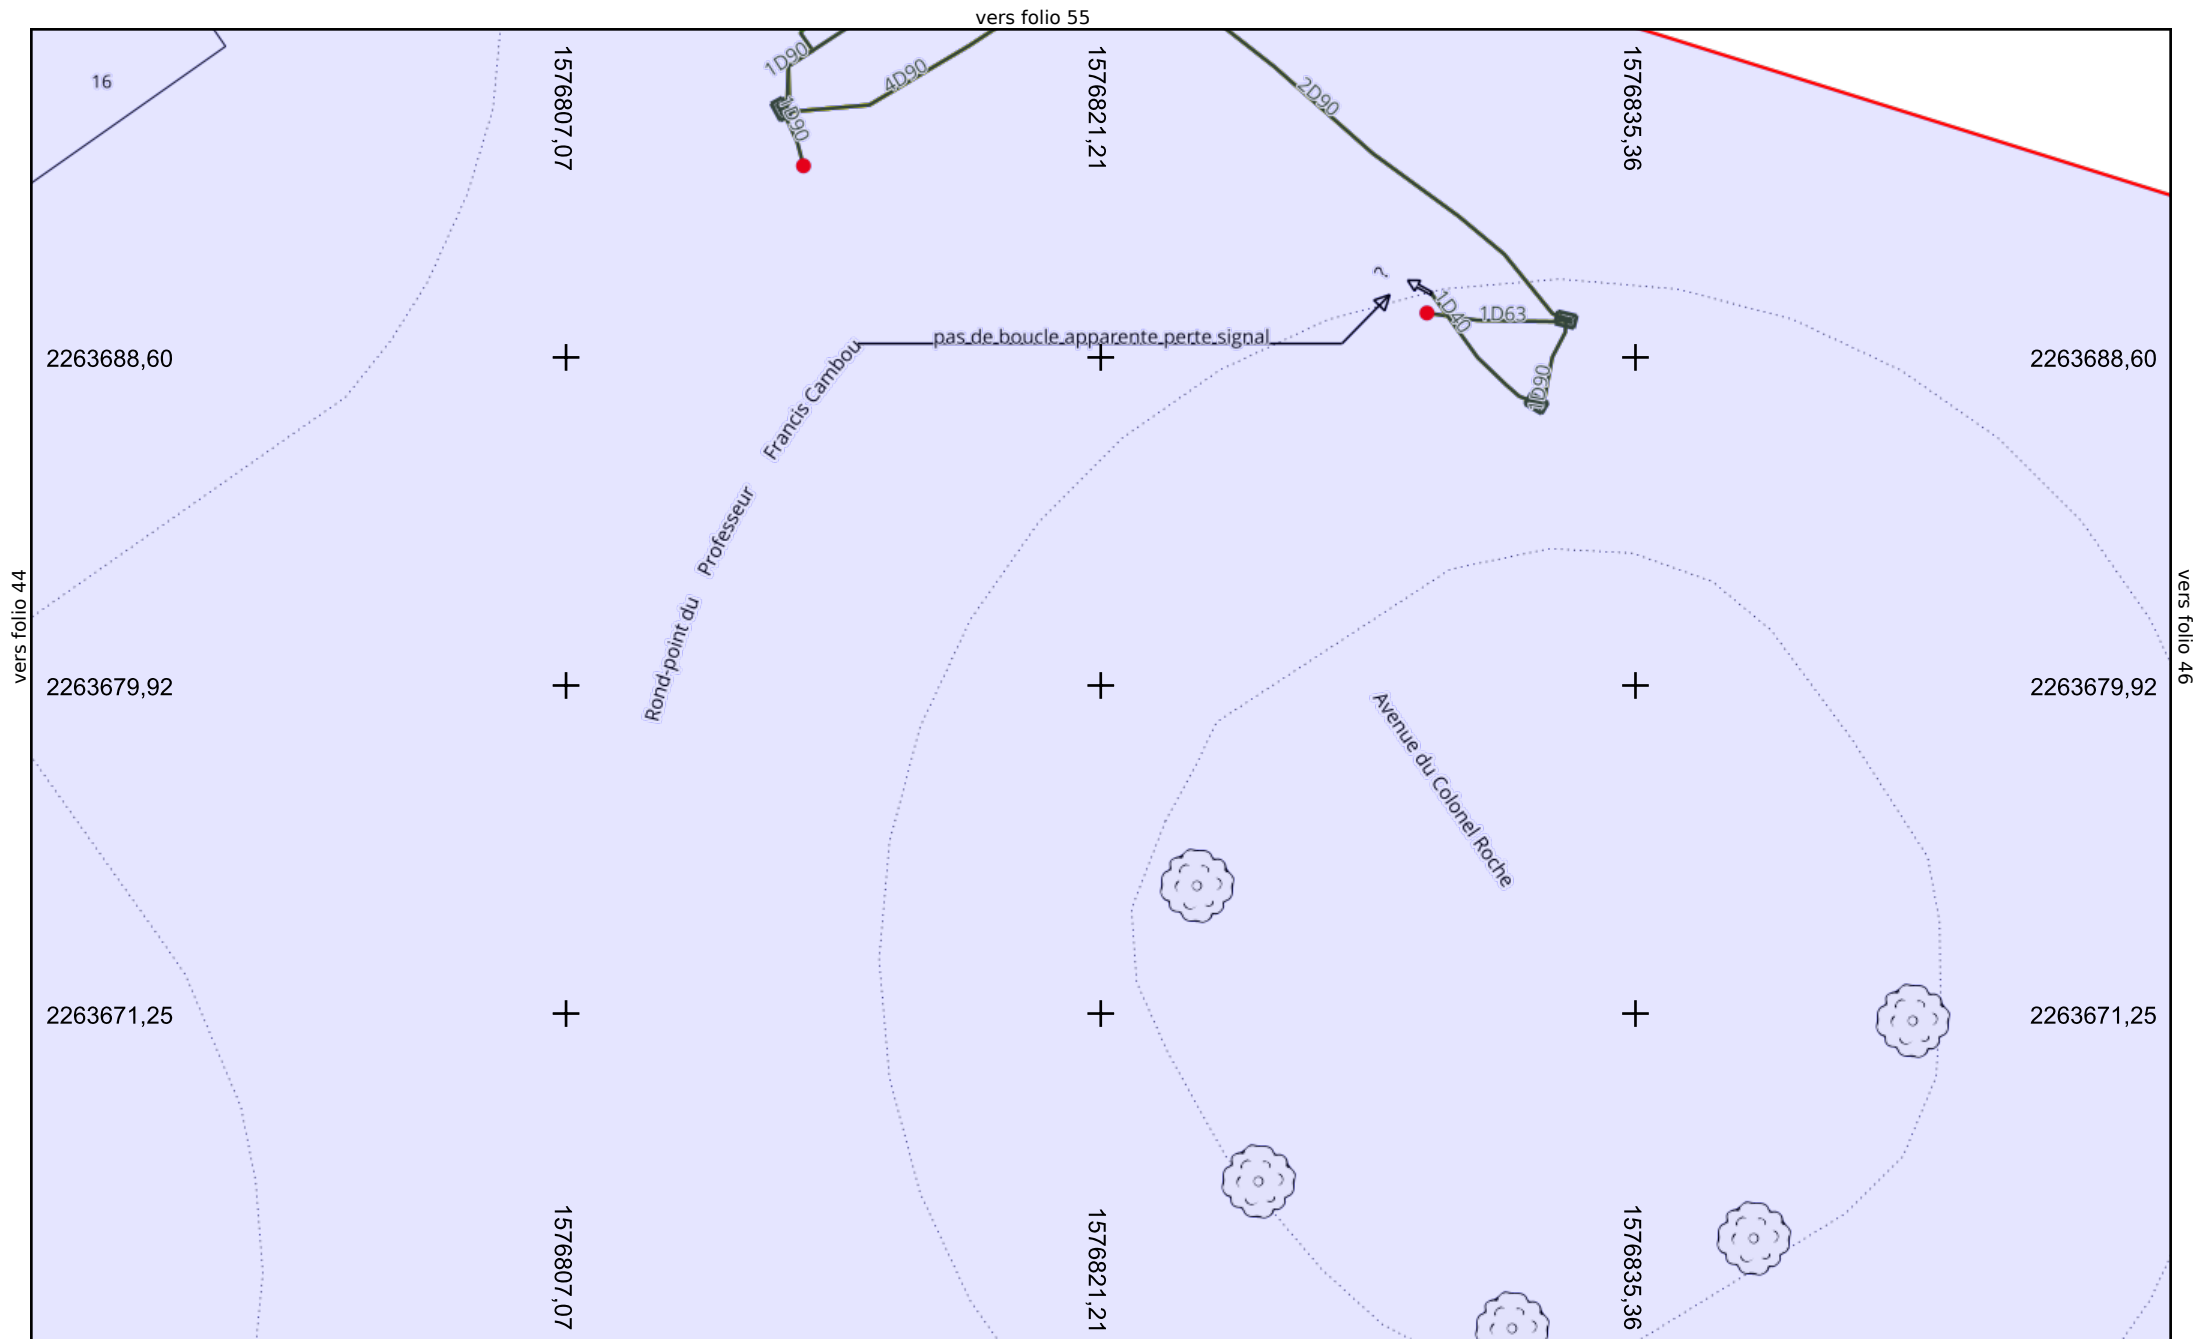 vers folio 55
16
1576807,07
1D90
4D90
1D90
1576821,21
2D90
1576835,36
?
1D40
1D63
pas de boucle apparente perte signal
2263688,60
2263688,60
1D90
Rond-point du Professeur Francis Cambou
vers folio 44
vers folio 46
2263679,92
2263679,92
Avenue du Colonel Roche
2263671,25
2263671,25
1576807,07
1576821,21
1576835,36